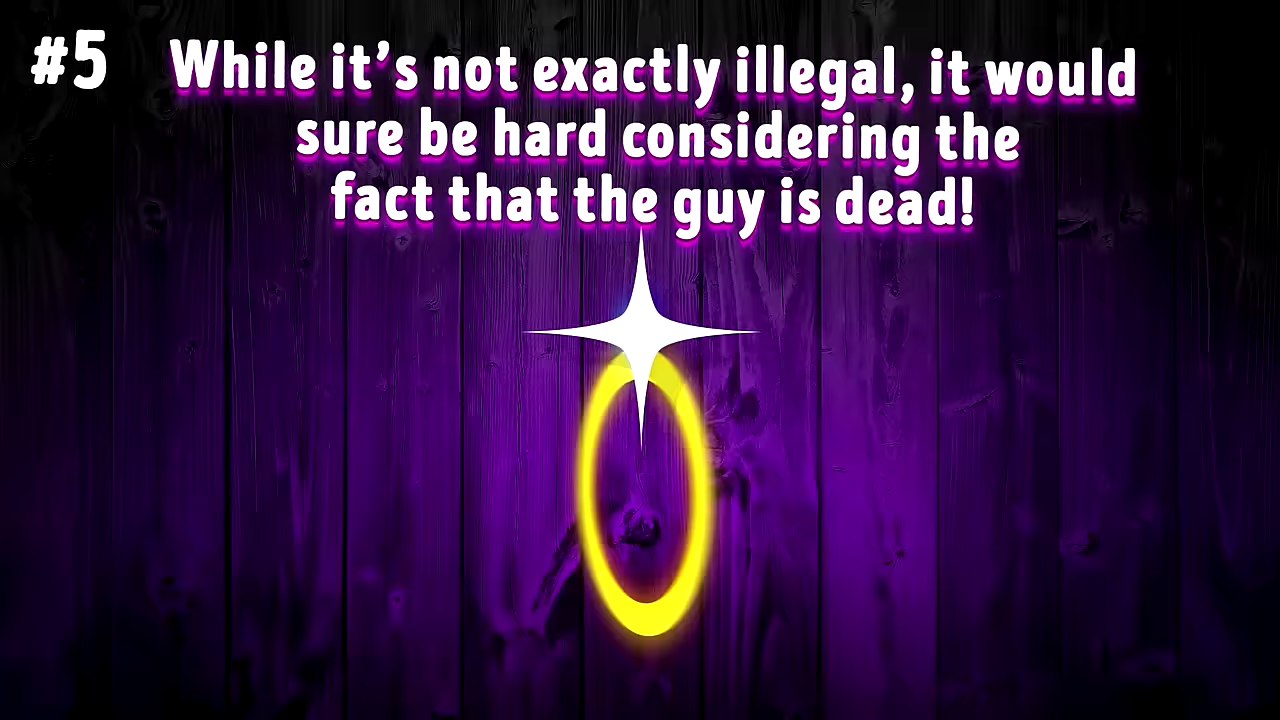 #5
While it’s not exactly illegal, it would
sure be hard considering the
fact that the guy is dead!